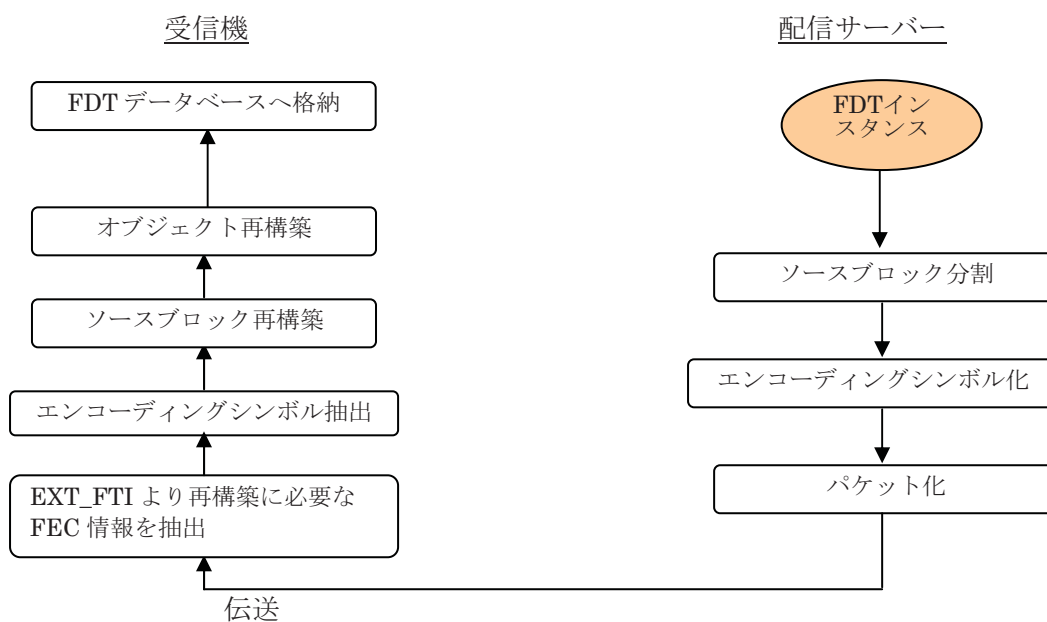 受信機
配信サーバー
FDT データベースへ格納
オブジェクト再構築
ソースブロック再構築
エンコーディングシンボル抽出
EXT_FTI より再構築に必要な
FEC 情報を抽出
FDTイン
スタンス
ソースブロック分割
エンコーディングシンボル化
パケット化
伝送